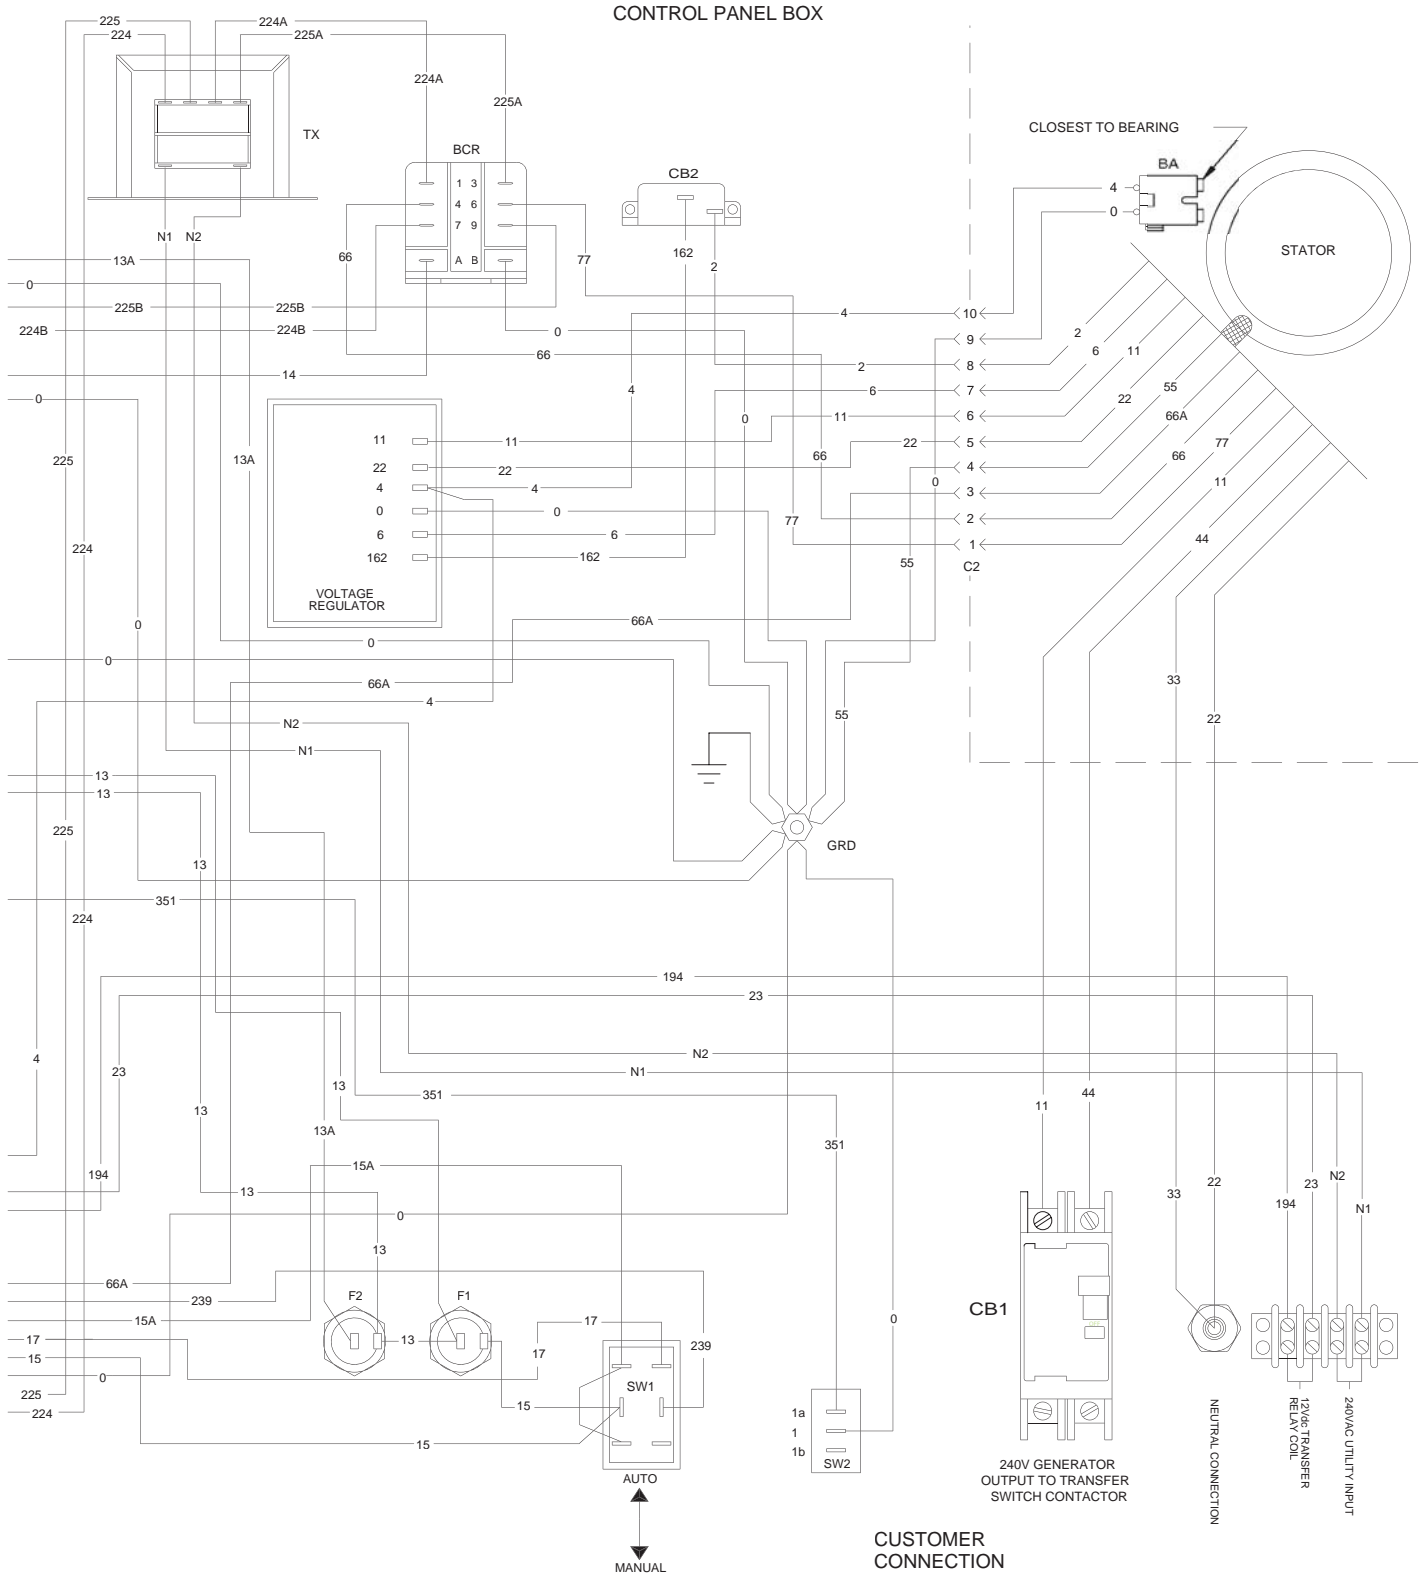 CONTROL PANEL BOX
225
224A
224
225A
224A
225A
TX
BCR
CB2
CLOSEST TO BEARING
BA
4
0
STATOR
1 3
4 6
7 9
A B
N1 N2
13A
66
77
162
2
0
225B
225B
224B
224B
0
4
10
9
2
6
11
66
2
8
14
4
6
7
55
22
66A
0
0
11
6
11
11
22
22
5
77
66
225
13A
22
66
4
4
4
0
11
3
0
0
2
77
6
6
44
1
224
162
162
55
C2
VOLTAGE
REGULATOR
0
66A
0
0
66A
33
4
55
22
N2
N1
13
13
225
GRD
13
351
224
194
23
4
N2
23
N1
13
351
44
11
13
13A
351
15A
194
N2
23
22
33
13
194
N1
0
13
66A
239
F2
F1
CB1
15A
17
0
17
13
17
239
OFF
15
0
SW1
225
15
1a
224
1
15
1b
SW2
AUTO
MANUAL
240V GENERATOR
OUTPUT TO TRANSFER
SWITCH CONTACTOR
NEUTRAL CONNECTION
12Vdc TRANSFER
RELAY COIL
240VAC UTILITY INPUT
CUSTOMER
CONNECTION